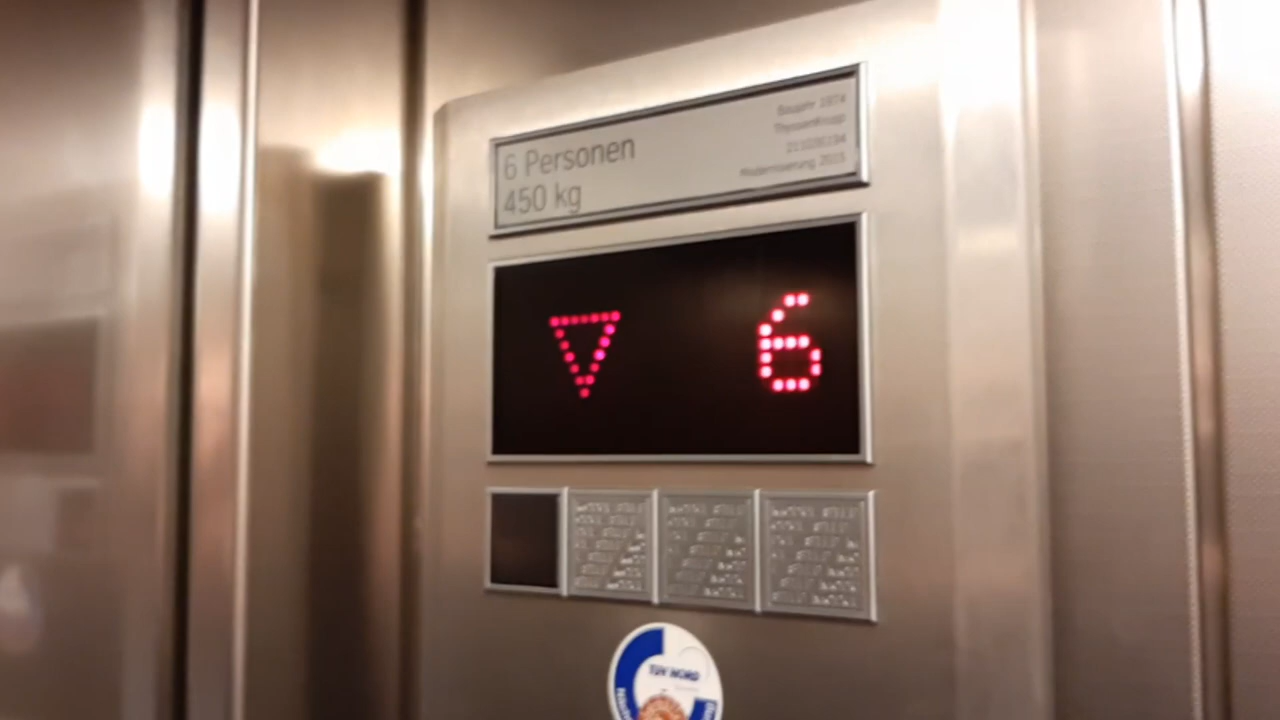 6 Personen
450 kg
Baujahr 1974
ThyssenKrupp
Modernisierung 2015
6
TÜV NORD